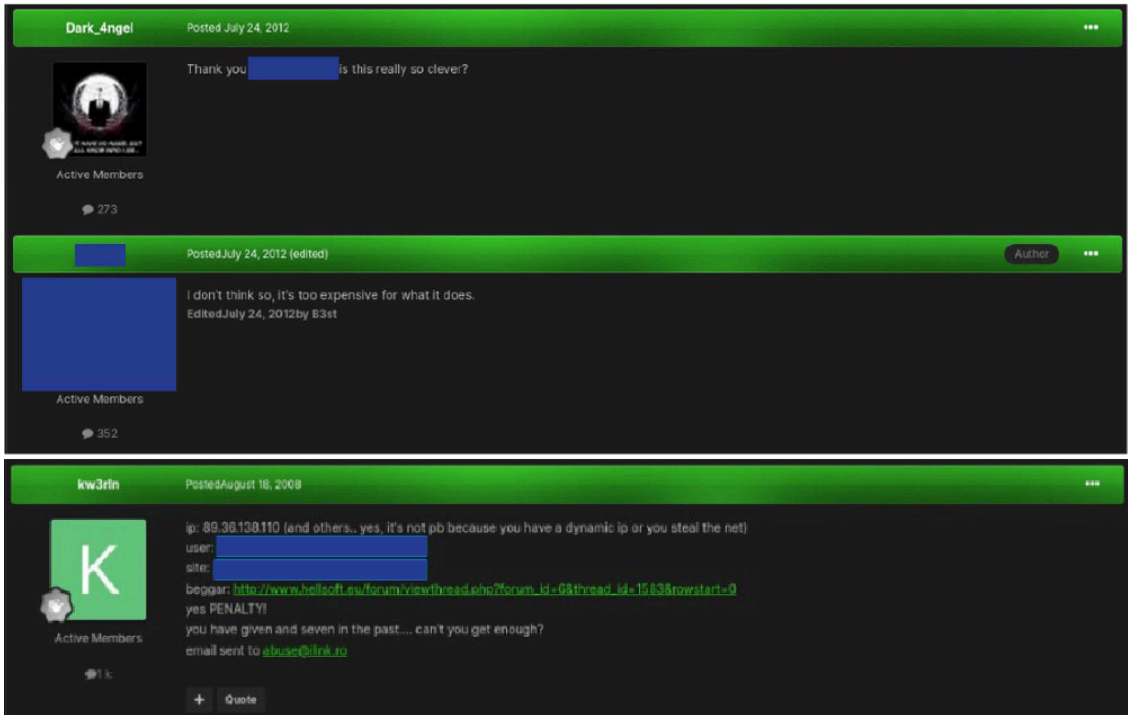 Dark_4ngel
Posted July 24, 2012
Thank you is this really so clever?
Active Members
273
Posted July 24, 2012 (edited)
Author
I don't think so, it's too expensive for what it does.
Edited July 24, 2012by B3st
Active Members
352
kw3rln
PostedAugust 18, 2008
ip: 89.36.138.110 (and others.. yes, it's not pb because you have a dynamic ip or you steal the net)
user:
site:
beggar: http://www.hellsoft.eu/forum/viewthread.php?forum_id=6&thread_id=1583&rowstart=0
yes PENALTY!
you have given and seven in the past.... can't you get enough?
email sent to abuse@ilink.ro
K
Active Members
1k
+ Quote